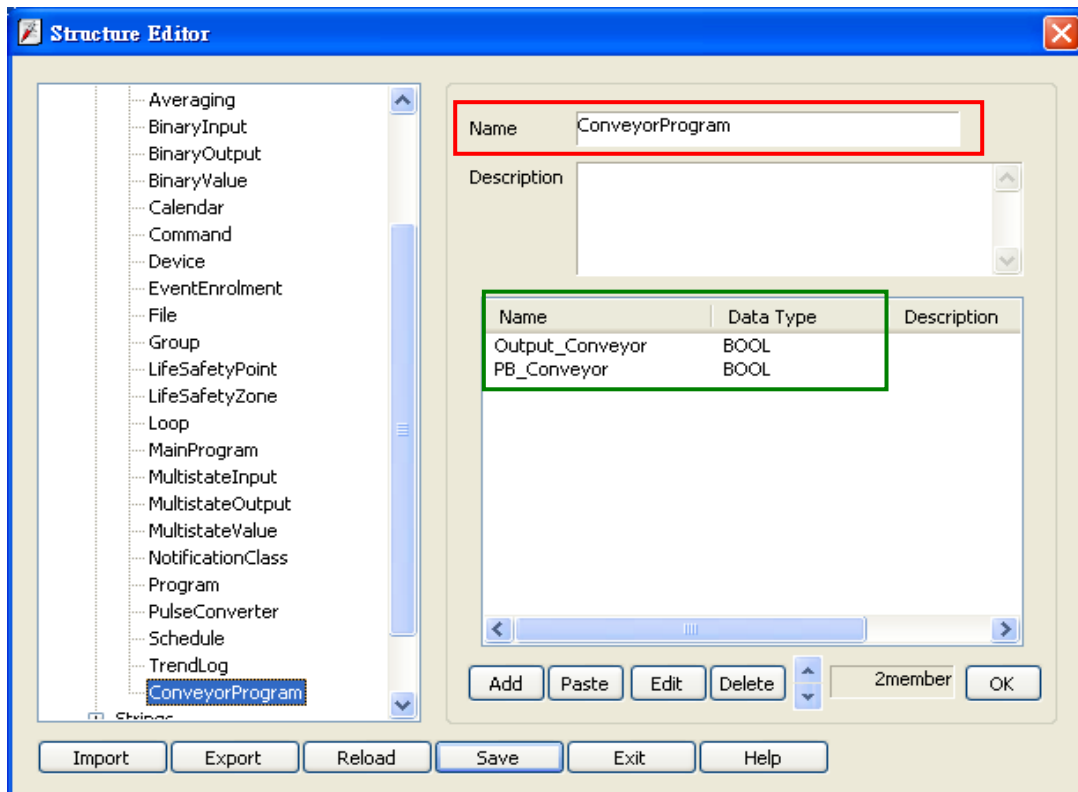 Structure Editor
Averaging
BinaryInput
BinaryOutput
BinaryValue
Calendar
Command
Device
EventEnrolment
File
Group
LifeSafetyPoint
LifeSafetyZone
Loop
MainProgram
MultistateInput
MultistateOutput
MultistateValue
NotificationClass
Program
PulseConverter
Schedule
TrendLog
ConveyorProgram
Strings
Name ConveyorProgram
Description
Name Data Type Description
Output_Conveyor BOOL
PB_Conveyor BOOL
Add Paste Edit Delete 2member OK
Import Export Reload Save Exit Help